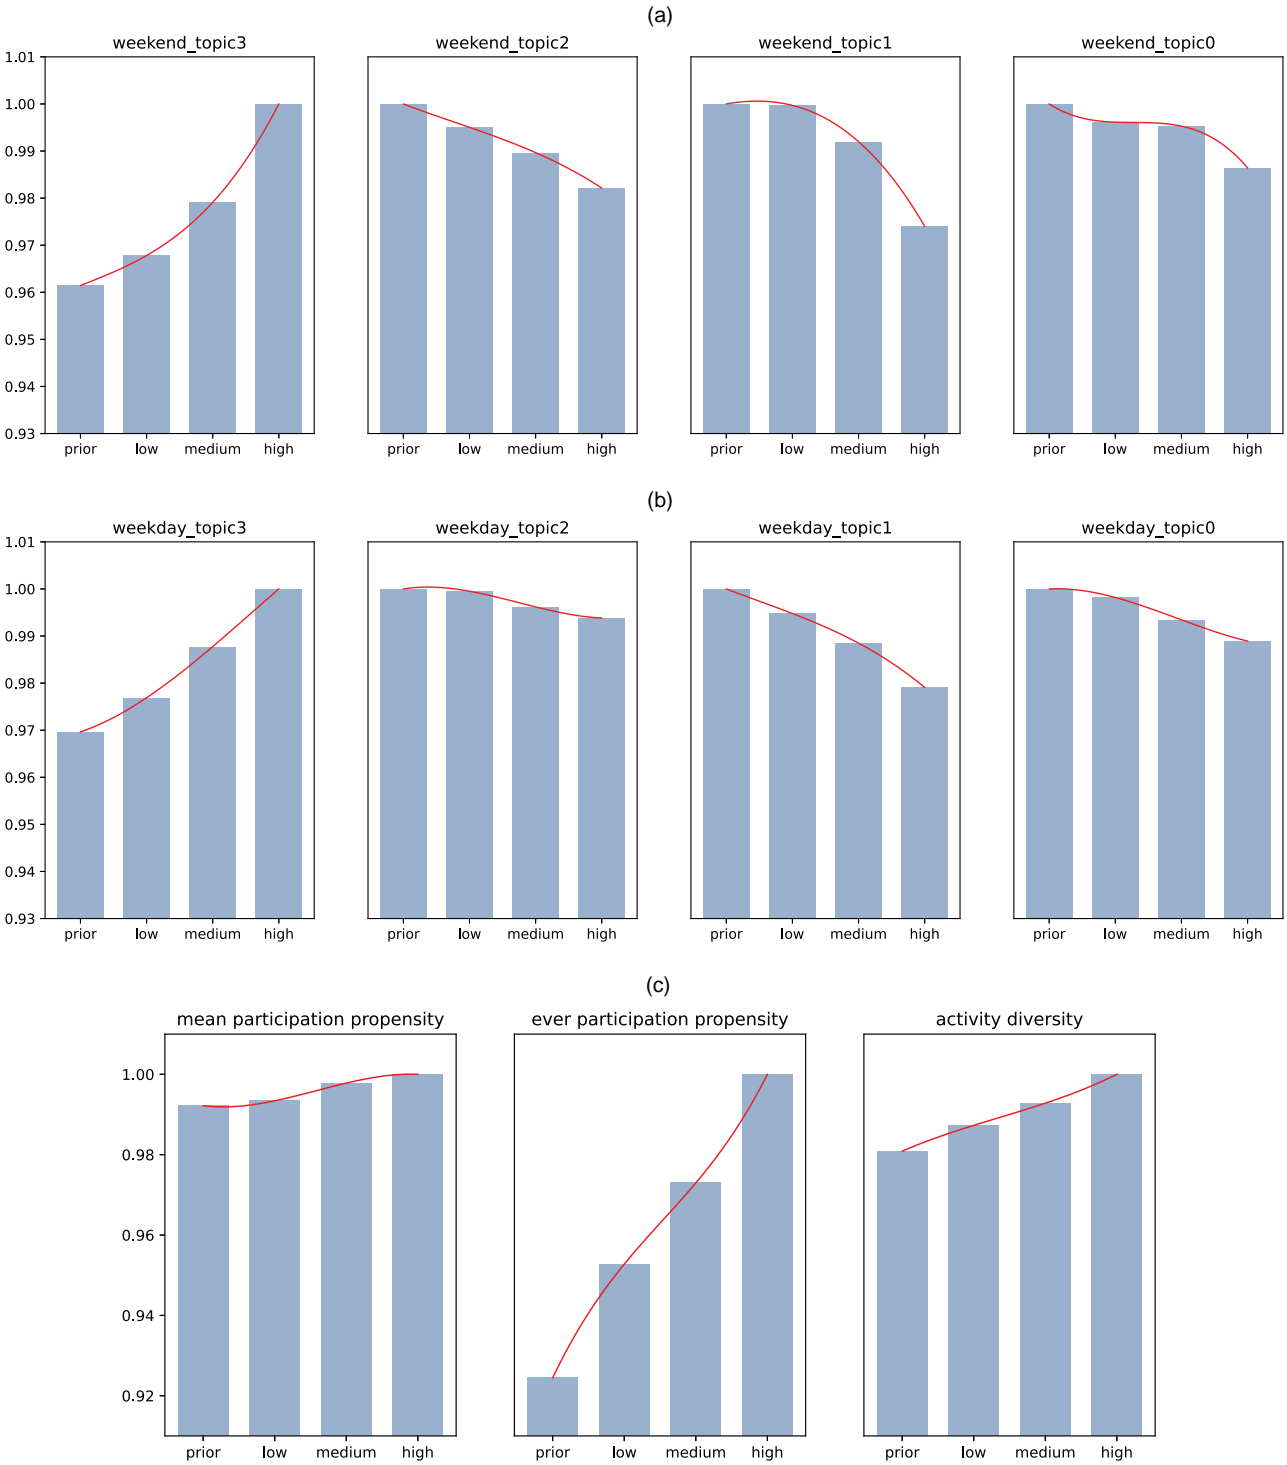 (a)
weekend_topic3 weekend_topic2 weekend_topic1 weekend_topic0
1.01
1.00
0.99
0.98
0.97
0.96
0.95
0.94
0.93
prior low medium high prior low medium high prior low medium high prior low medium high
(b)
weekday_topic3 weekday_topic2 weekday_topic1 weekday_topic0
1.01
1.00
0.99
0.98
0.97
0.96
0.95
0.94
0.93
prior low medium high prior low medium high prior low medium high prior low medium high
(c)
mean participation propensity ever participation propensity activity diversity
1.00
0.98
0.96
0.94
0.92
prior low medium high prior low medium high prior low medium high